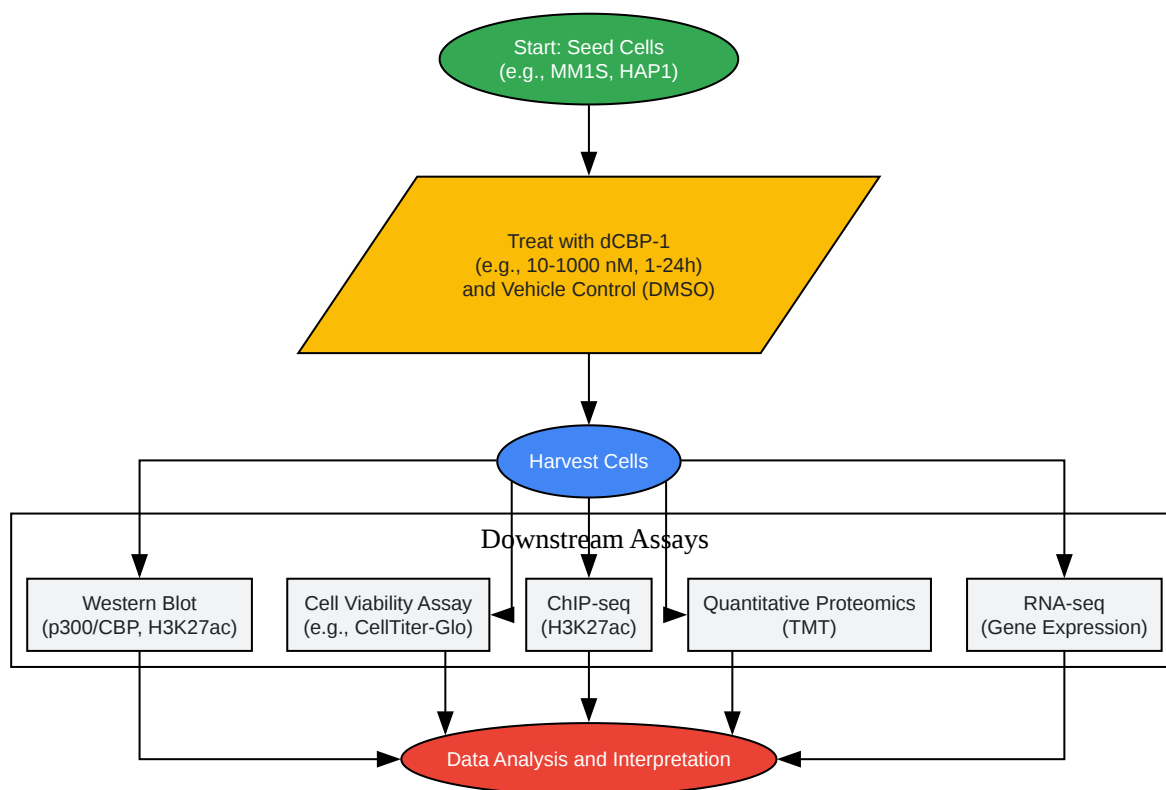 Start: Seed Cells
(e.g., MM1S, HAP1)
Treat with dCBP-1
(e.g., 10-1000 nM, 1-24h)
and Vehicle Control (DMSO)
Harvest Cells
Downstream Assays
Western Blot
(p300/CBP, H3K27ac)
Cell Viability Assay
(e.g., CellTiter-Glo)
ChIP-seq
(H3K27ac)
Quantitative Proteomics
(TMT)
RNA-seq
(Gene Expression)
Data Analysis and Interpretation